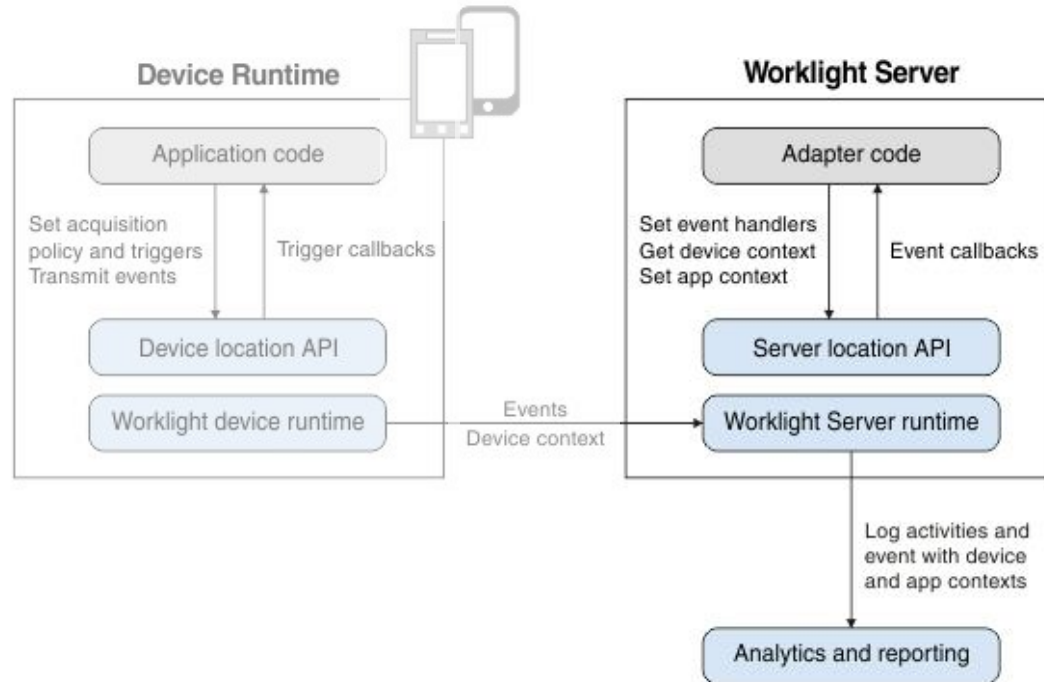 Device Runtime
Application code
Set acquisition
policy and triggers
Transmit events
Trigger callbacks
Device location API
Worklight device runtime
Events
Device context
Worklight Server
Adapter code
Set event handlers
Get device context
Set app context
Event callbacks
Server location API
Worklight Server runtime
Log activities and
event with device
and app contexts
Analytics and reporting